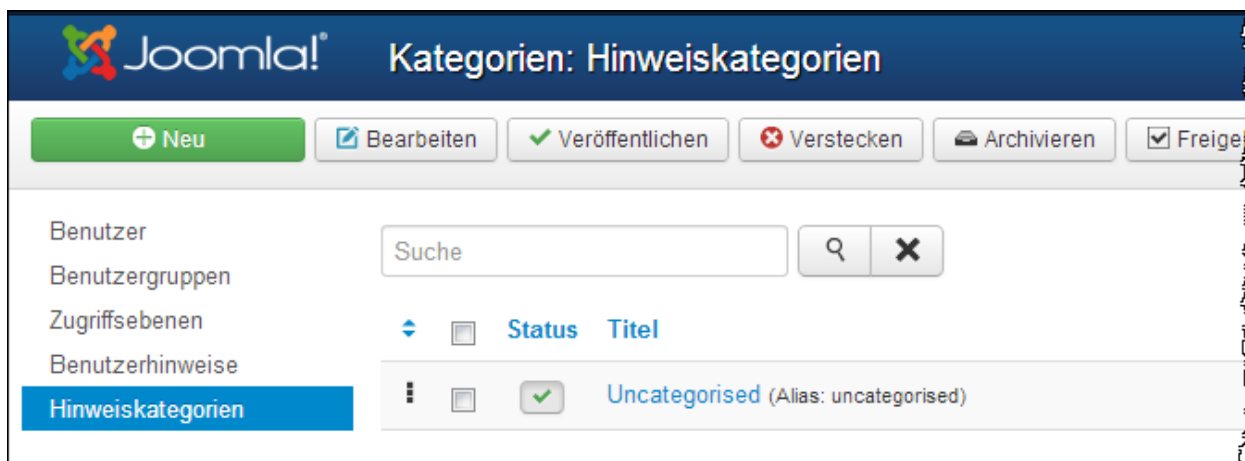 Joomla!® Kategorien: Hinweiskategorien
Neu Bearbeiten Veröffentlichen Verstecken Archivieren
Benutzer
Benutzergruppen
Zugriffsebenen
Benutzerhinweise
Hinweiskategorien
Suche
Status Titel
Uncategorised (Alias: uncategorised)